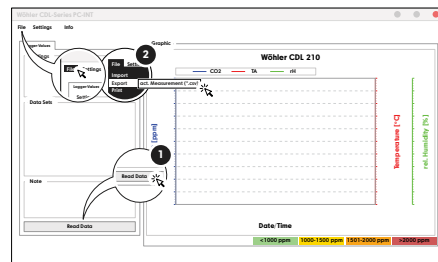 Wöhler CDL-Series PC-INT
File Settings Info
Logger-Values
Data Sets
Note
Read Data
Graphic
Wöhler CDL 210
CO2 TA rH
[ppm]
Temperature [°C]
rel. Humidity [%]
Date/Time
<1000 ppm 1000-1500 ppm 1501-2000 ppm >2000 ppm
File
Logger-Values
2
File
Import
Export act. Measurement (*.csv)
Print
1
Read Data